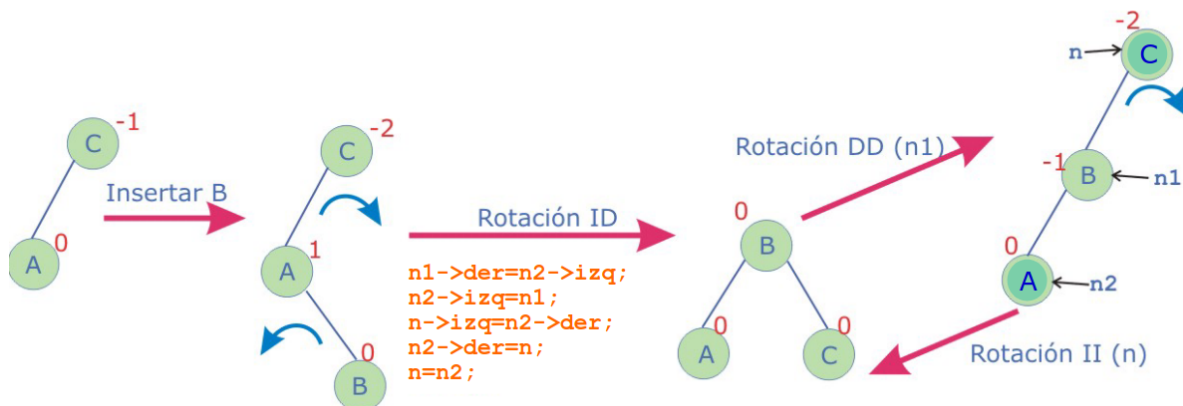 C -1
A 0
Insertar B
C -2
A 1
B 0
Rotación ID
n1->der=n2->izq;
n2->izq=n1;
n->izq=n2->der;
n2->der=n;
n=n2;
0
B
A 0
C 0
Rotación DD (n1)
-2
n C
-1 B n1
0
A n2
Rotación II (n)